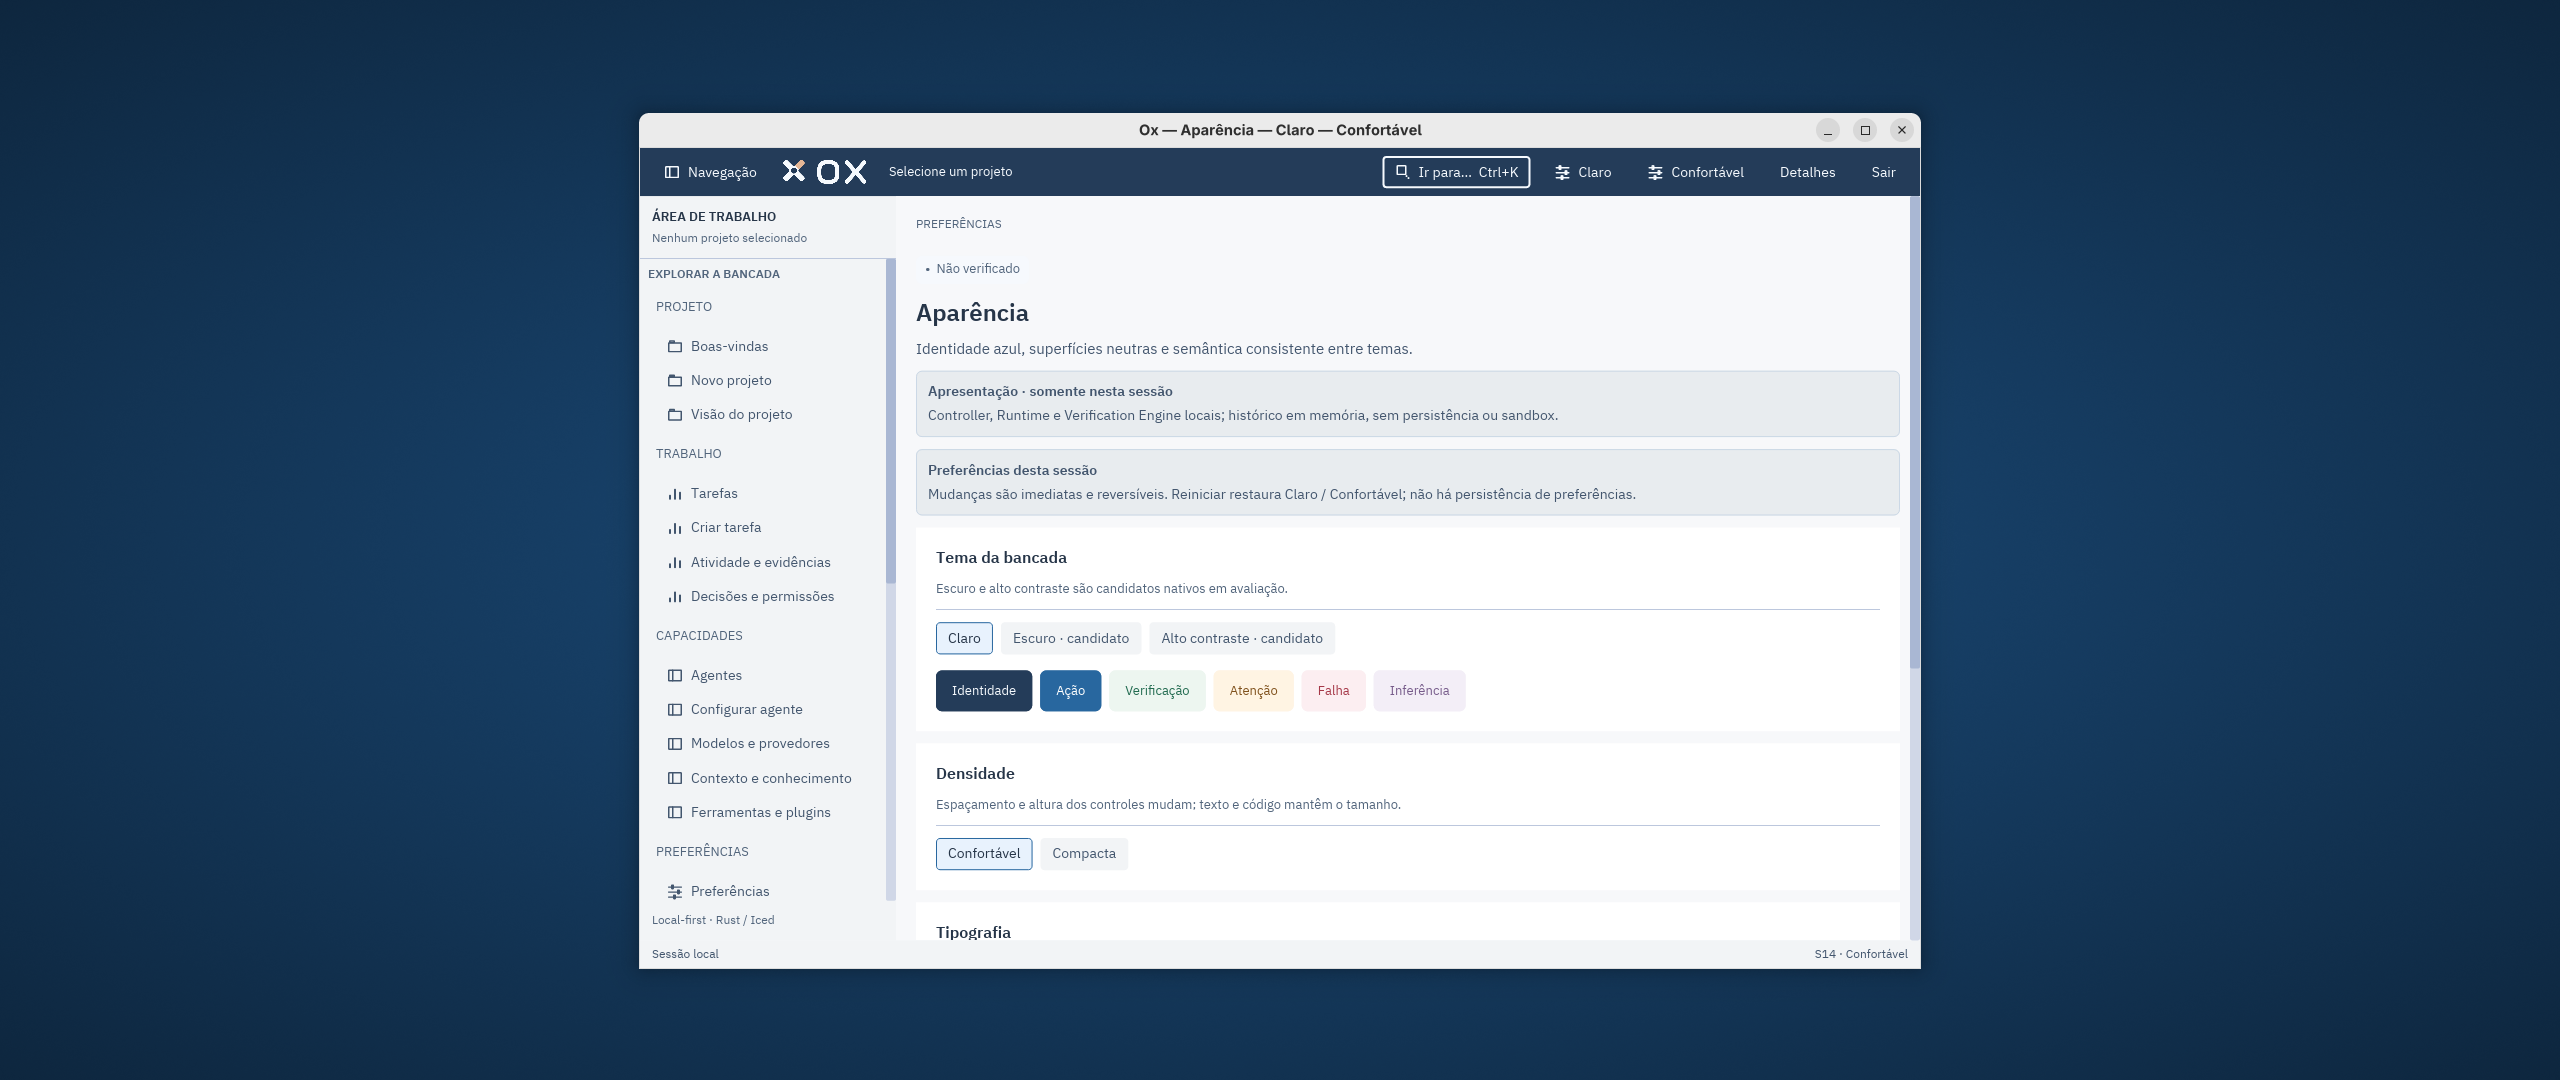 Ox — Aparência — Claro — Confortável
Navegação
OX
Selecione um projeto
Ir para... Ctrl+K
Claro
Confortável
Detalhes
Sair
ÁREA DE TRABALHO
Nenhum projeto selecionado
EXPLORAR A BANCADA
PROJETO
Boas-vindas
Novo projeto
Visão do projeto
TRABALHO
Tarefas
Criar tarefa
Atividade e evidências
Decisões e permissões
CAPACIDADES
Agentes
Configurar agente
Modelos e provedores
Contexto e conhecimento
Ferramentas e plugins
PREFERÊNCIAS
Preferências
Local-first · Rust / Iced
PREFERÊNCIAS
• Não verificado
Aparência
Identidade azul, superfícies neutras e semântica consistente entre temas.
Apresentação · somente nesta sessão
Controller, Runtime e Verification Engine locais; histórico em memória, sem persistência ou sandbox.
Preferências desta sessão
Mudanças são imediatas e reversíveis. Reiniciar restaura Claro / Confortável; não há persistência de preferências.
Tema da bancada
Escuro e alto contraste são candidatos nativos em avaliação.
Claro
Escuro · candidato
Alto contraste · candidato
Identidade
Ação
Verificação
Atenção
Falha
Inferência
Densidade
Espaçamento e altura dos controles mudam; texto e código mantêm o tamanho.
Confortável
Compacta
Tipografia
Sessão local
S14 · Confortável